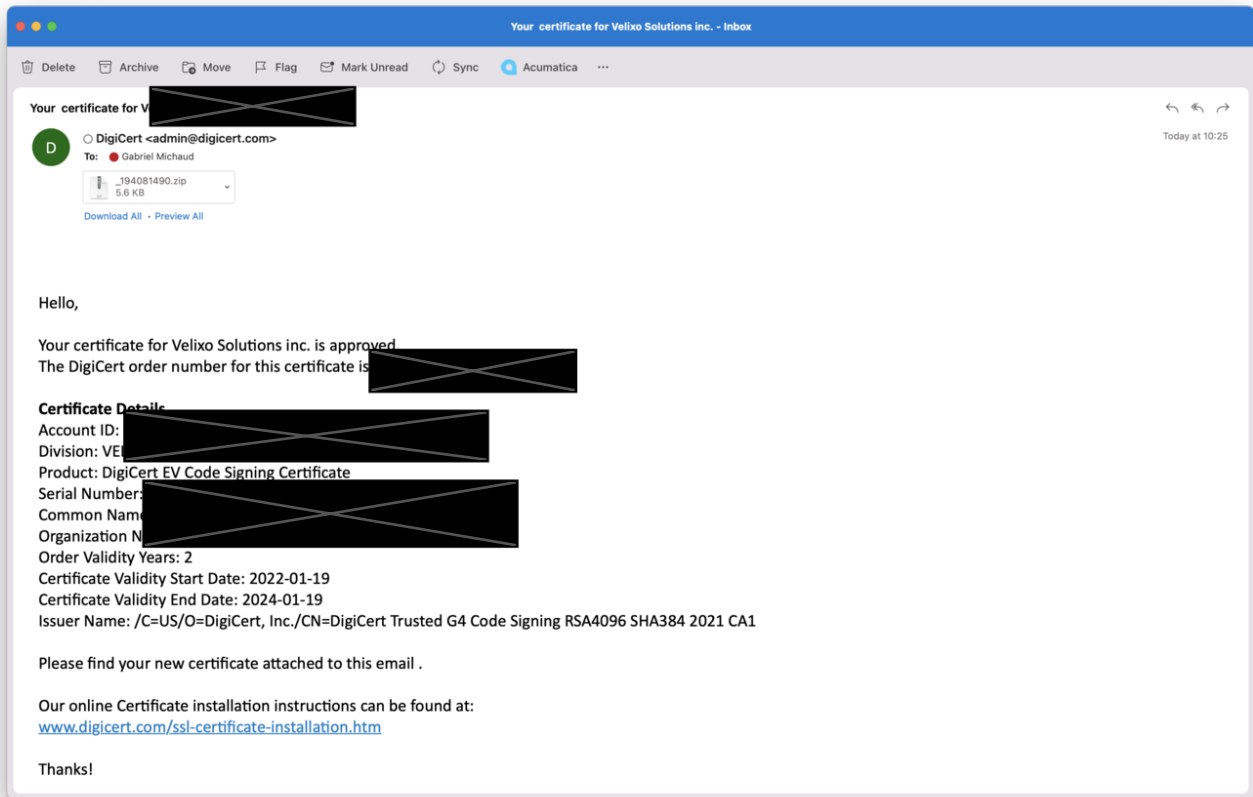 Your  certificate for Velixo Solutions inc. - Inbox
Delete Archive Move Flag Mark Unread Sync Acumatica ...
Your  certificate for V
D
DigiCert <admin@digicert.com>
Today at 10:25
To: Gabriel Michaud
_194081490.zip
5.6 KB
Download All • Preview All
Hello,
Your certificate for Velixo Solutions inc. is approved.
The DigiCert order number for this certificate is
Certificate Details
Account ID:
Division: VE
Product: DigiCert EV Code Signing Certificate
Serial Number:
Common Name
Organization N
Order Validity Years: 2
Certificate Validity Start Date: 2022-01-19
Certificate Validity End Date: 2024-01-19
Issuer Name: /C=US/O=DigiCert, Inc./CN=DigiCert Trusted G4 Code Signing RSA4096 SHA384 2021 CA1
Please find your new certificate attached to this email .
Our online Certificate installation instructions can be found at:
www.digicert.com/ssl-certificate-installation.htm
Thanks!